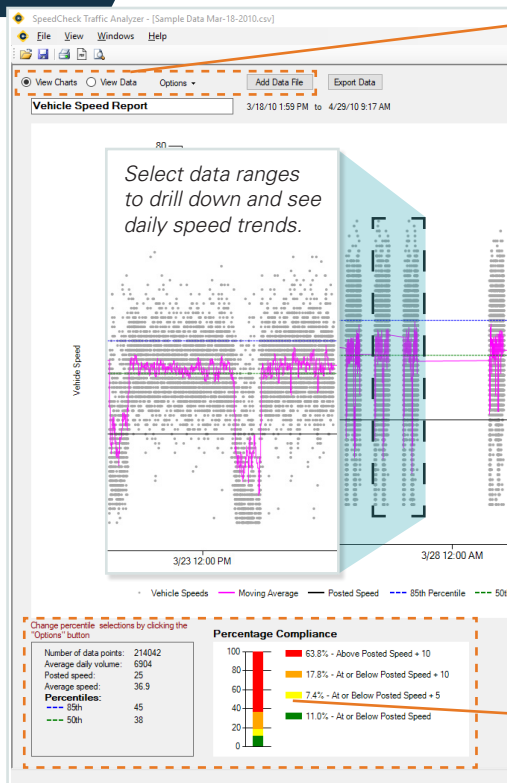 SpeedCheck Traffic Analyzer - [Sample Data Mar-18-2010.csv]
File View Windows Help
View Charts View Data Options Add Data File Export Data
Vehicle Speed Report 3/18/10 1:59 PM to 4/29/10 9:17 AM
80
Select data ranges
to drill down and see
daily speed trends.
Vehicle Speed
3/23 12:00 PM 3/28 12:00 AM
Vehicle Speeds Moving Average Posted Speed 85th Percentile 50t
Change percentile selections by clicking the
"Options" button
Number of data points: 214042
Average daily volume: 6904
Posted speed: 25
Average speed: 36.9
Percentiles:
85th 45
50th 38
Percentage Compliance
100
80
60
40
20
0
63.8% - Above Posted Speed + 10
17.8% - At or Below Posted Speed + 10
7.4% - At or Below Posted Speed + 5
11.0% - At or Below Posted Speed